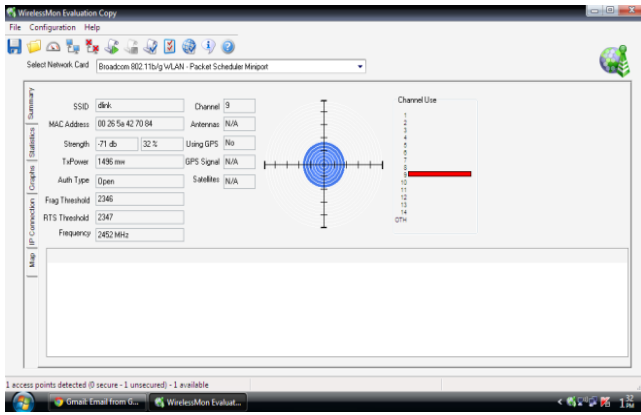 WirelessMon Evaluation Copy
File Configuration Help
Select Network Card Broadcom 802.11b/g WLAN - Packet Scheduler Miniport
Summary
Statistics
Graphs
IP Connection
Map
SSID dlink Channel 9
MAC Address 00 26 5a 42 70 84 Antennas N/A
Strength -71 db 32 % Using GPS No
TxPower 1496 mw GPS Signal N/A
Auth Type Open Satellites N/A
Frag Threshold 2346
RTS Threshold 2347
Frequency 2452 MHz
Channel Use
1
2
3
4
5
6
7
8
9
10
11
12
13
14
OTH
1 access points detected (0 secure - 1 unsecured) - 1 available
Gmail: Email from G... WirelessMon Evaluat...